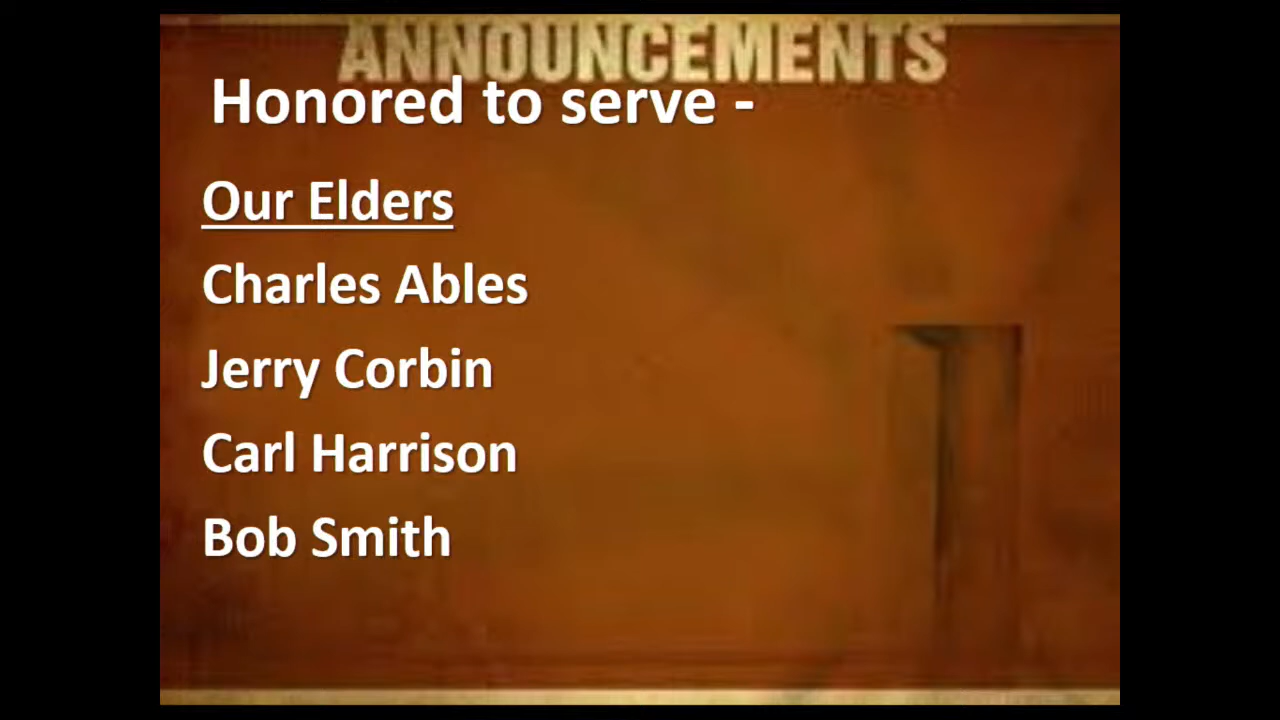 ANNOUNCEMENTS
Honored to serve -
Our Elders
Charles Ables
Jerry Corbin
Carl Harrison
Bob Smith